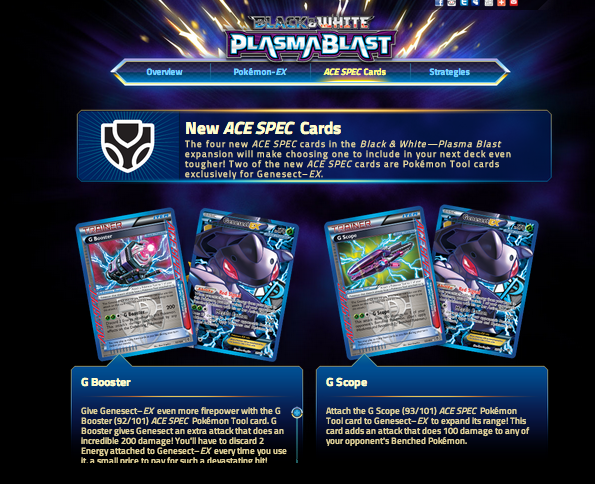 BLACK & WHITE
PLASMA BLAST
Overview
Pokémon-EX
ACE SPEC Cards
Strategies
New ACE SPEC Cards
The four new ACE SPEC cards in the Black & White—Plasma Blast
expansion will make choosing one to include in your next deck even
tougher! Two of the new ACE SPEC cards are Pokémon Tool cards
exclusively for Genesect-EX.
TRAINER
ITEM
G Booster
Genesect EX
TRAINER
ITEM
G Scope
Genesect EX
G Booster
Give Genesect-EX even more firepower with the G
Booster (92/101) ACE SPEC Pokémon Tool card. G
Booster gives Genesect an extra attack that does an
incredible 200 damage! You'll have to discard 2
Energy attached to Genesect-EX every time you use
it, a small price to pay for such a devastating hit!
G Scope
Attach the G Scope (93/101) ACE SPEC Pokémon
Tool card to Genesect-EX to expand its range! This
card adds an attack that does 100 damage to any of
your opponent's Benched Pokémon.